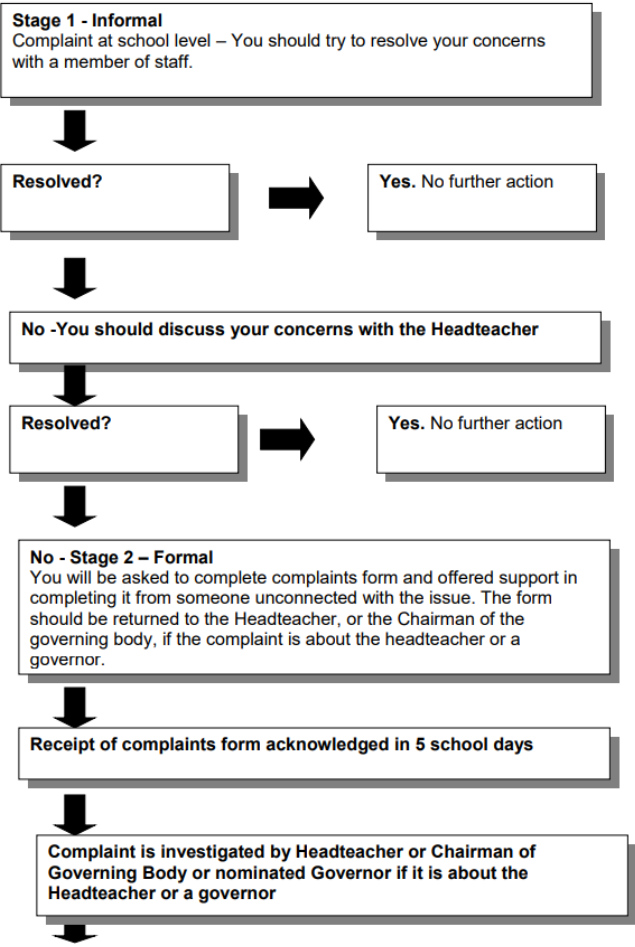 Stage 1 - Informal
Complaint at school level – You should try to resolve your concerns
with a member of staff.
Resolved?
Yes. No further action
No -You should discuss your concerns with the Headteacher
Resolved?
Yes. No further action
No - Stage 2 – Formal
You will be asked to complete complaints form and offered support in
completing it from someone unconnected with the issue. The form
should be returned to the Headteacher, or the Chairman of the
governing body, if the complaint is about the headteacher or a
governor.
Receipt of complaints form acknowledged in 5 school days
Complaint is investigated by Headteacher or Chairman of
Governing Body or nominated Governor if it is about the
Headteacher or a governor